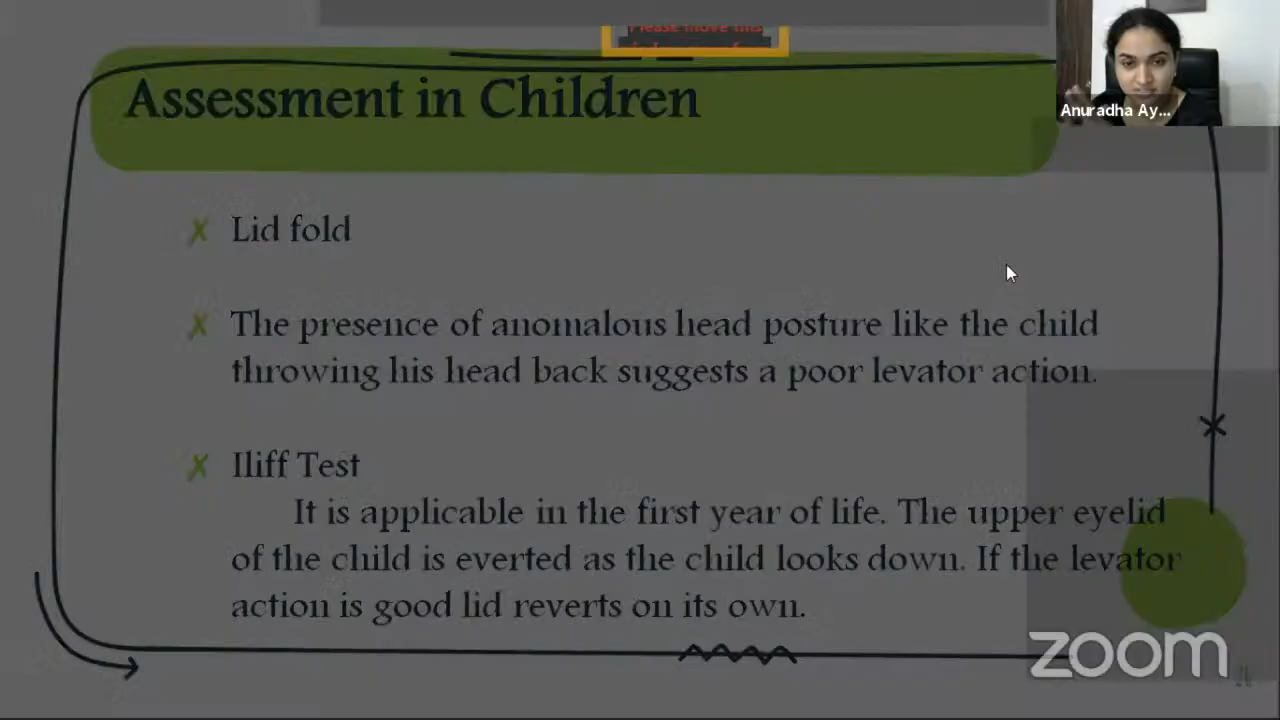 Please move this
Assessment in Children
Anuradha Ay...
✗ Lid fold
✗ The presence of anomalous head posture like the child
throwing his head back suggests a poor levator action.
✗ Iliff Test
It is applicable in the first year of life. The upper eyelid
of the child is everted as the child looks down. If the levator
action is good lid reverts on its own.
zoom